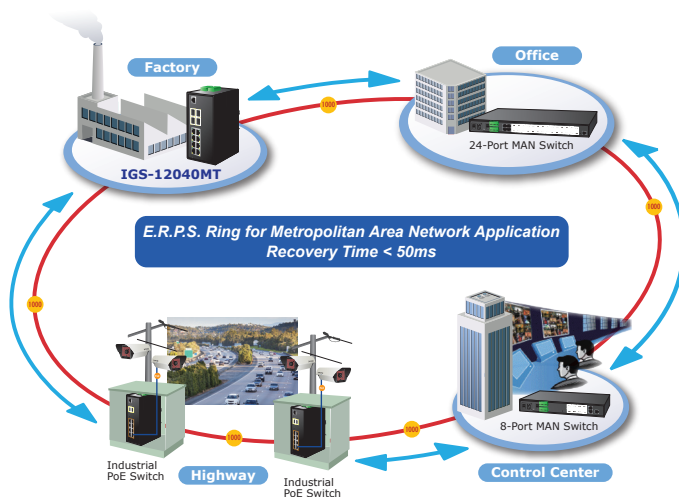 Factory
Office
1000
24-Port MAN Switch
IGS-12040MT
1000
E.R.P.S. Ring for Metropolitan Area Network Application
Recovery Time < 50ms
1000
8-Port MAN Switch
1000
1000
Industrial
PoE Switch
Highway
Industrial
PoE Switch
Control Center